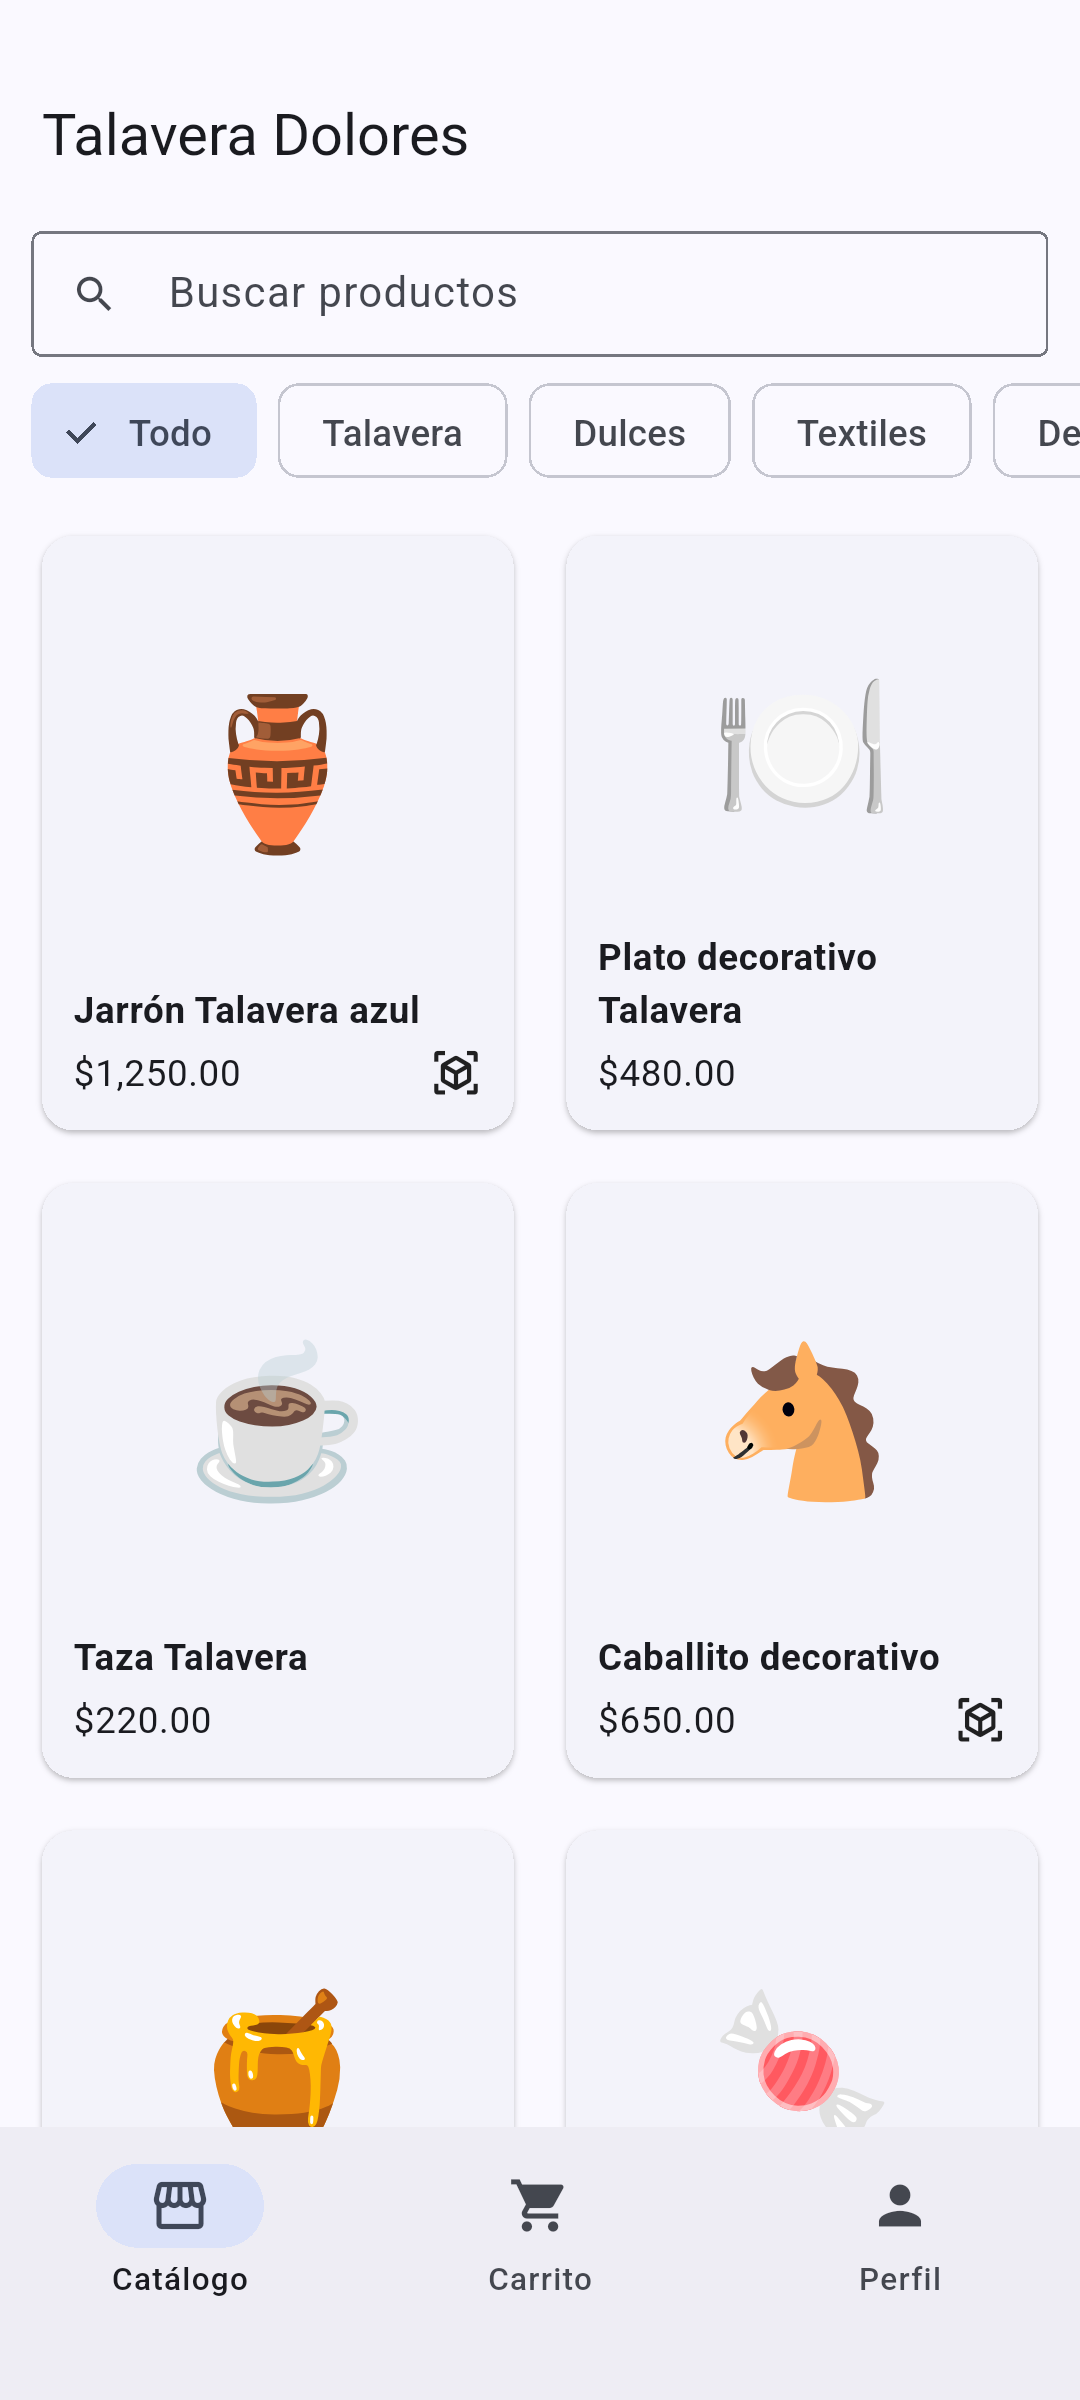 Talavera Dolores
Buscar productos
Todo
Talavera
Dulces
Textiles
De
Jarrón Talavera azul
$1,250.00
Plato decorativo
Talavera
$480.00
Taza Talavera
$220.00
Caballito decorativo
$650.00
Catálogo
Carrito
Perfil